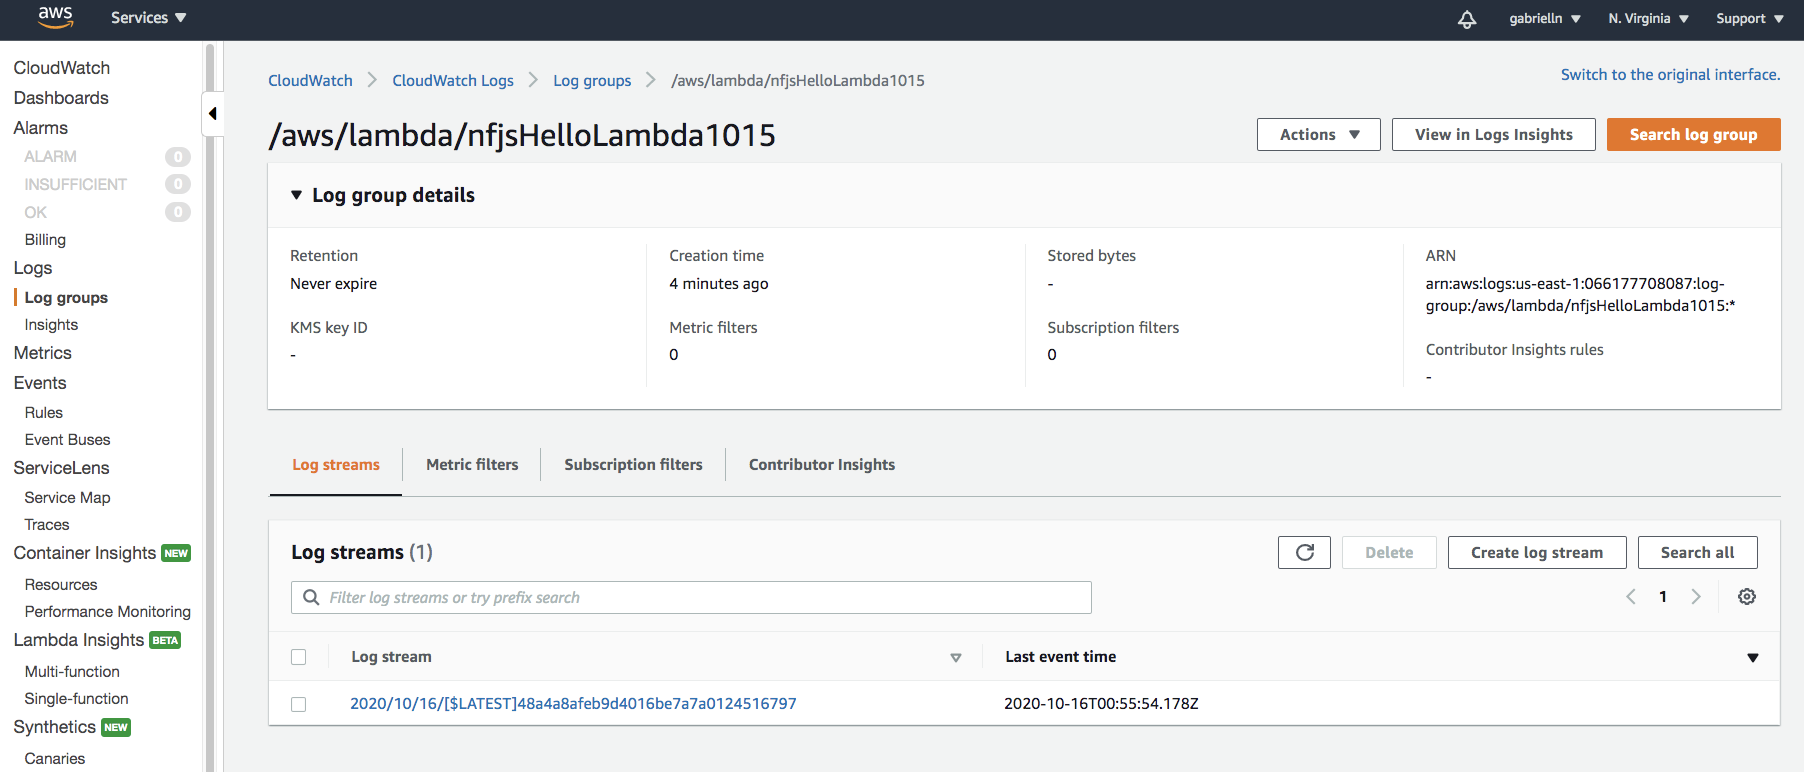 aws
Services
gabrielln
N. Virginia
Support
CloudWatch
Dashboards
Alarms
ALARM 0
INSUFFICIENT 0
OK 0
Billing
Logs
Log groups
Insights
Metrics
Events
Rules
Event Buses
ServiceLens
Service Map
Traces
Container Insights NEW
Resources
Performance Monitoring
Lambda Insights BETA
Multi-function
Single-function
Synthetics NEW
Canaries
CloudWatch > CloudWatch Logs > Log groups > /aws/lambda/nfjsHelloLambda1015
Switch to the original interface.
/aws/lambda/nfjsHelloLambda1015
Actions
View in Logs Insights
Search log group
Log group details
Retention
Never expire
KMS key ID
-
Creation time
4 minutes ago
Metric filters
0
Stored bytes
-
Subscription filters
0
ARN
arn:aws:logs:us-east-1:066177708087:log-
group:/aws/lambda/nfjsHelloLambda1015:*
Contributor Insights rules
-
Log streams
Metric filters
Subscription filters
Contributor Insights
Log streams (1)
Delete
Create log stream
Search all
Filter log streams or try prefix search
1
Log stream
Last event time
2020/10/16/[$LATEST]48a4a8afeb9d4016be7a7a0124516797
2020-10-16T00:55:54.178Z